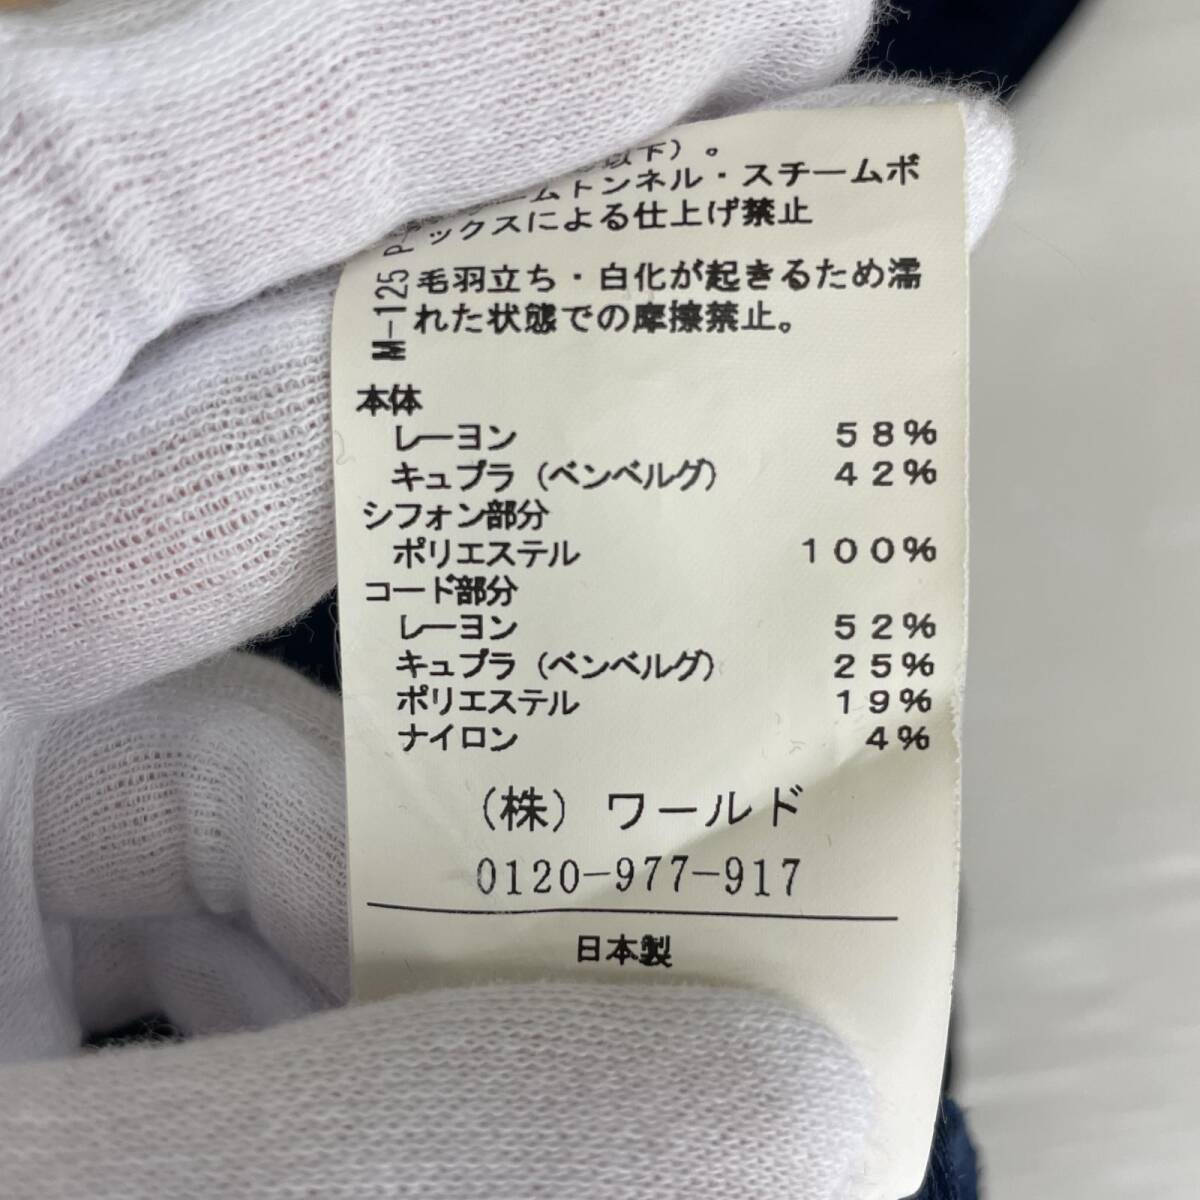 以下）。
ームトンネル・スチームボ
ックスによる仕上げ禁止
毛羽立ち・白化が起きるため濡
れた状態での摩擦禁止。
M-125 P-
本体
レーヨン 58%
キュプラ（ベンベルグ） 42%
シフォン部分
ポリエステル 100%
コード部分
レーヨン 52%
キュプラ（ベンベルグ） 25%
ポリエステル 19%
ナイロン 4%
（株）ワールド
0120-977-917
日本製